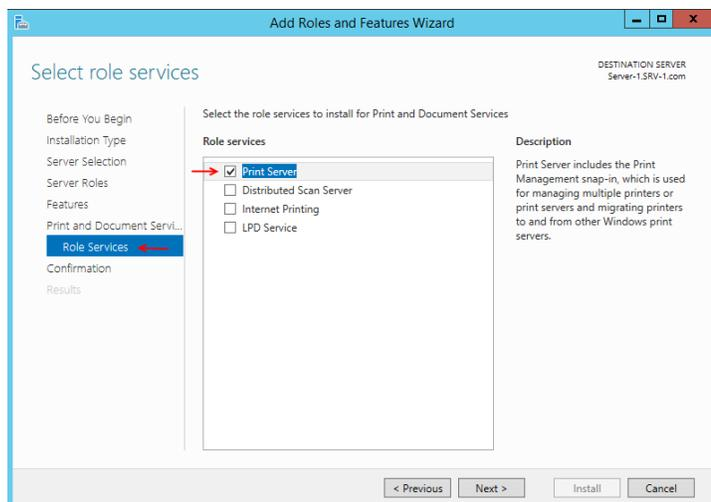 Add Roles and Features Wizard
Select role services
DESTINATION SERVER
Server-1.SRV-1.com
Before You Begin
Installation Type
Server Selection
Server Roles
Features
Print and Document Servi...
Role Services
Confirmation
Results
Select the role services to install for Print and Document Services
Role services
Print Server
Distributed Scan Server
Internet Printing
LPD Service
Description
Print Server includes the Print
Management snap-in, which is used
for managing multiple printers or
print servers and migrating printers
to and from other Windows print
servers.
< Previous
Next >
Install
Cancel